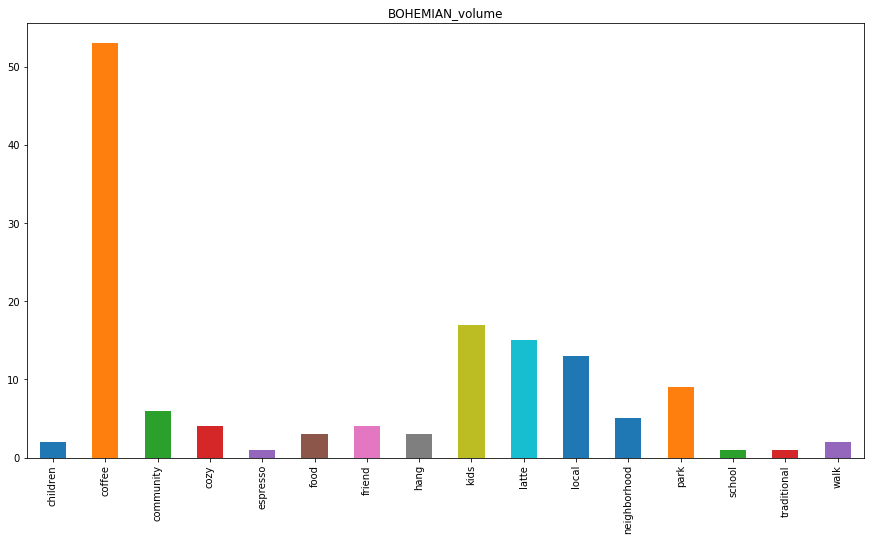 BOHEMIAN_volume
50
40
30
20
10
0
children
coffee
community
cozy
espresso
food
friend
hang
kids
latte
local
neighborhood
park
school
traditional
walk